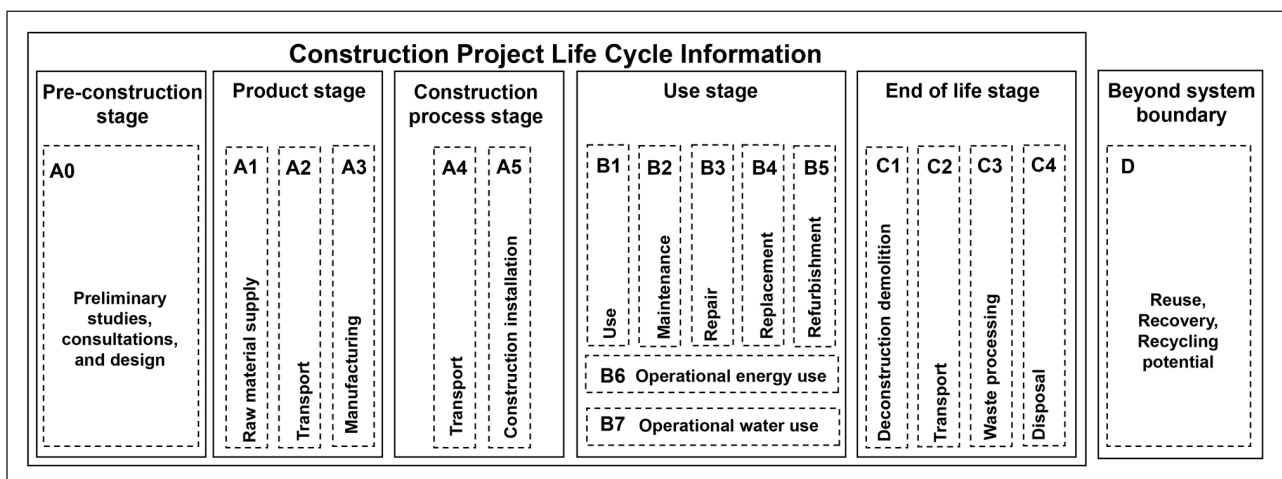 Construction Project Life Cycle Information
Pre-construction
stage
A0
Preliminary
studies,
consultations,
and design
Product stage
A1
Raw material supply
A2
Transport
A3
Manufacturing
Construction
process stage
A4
Transport
A5
Construction installation
Use stage
B1
Use
B2
Maintenance
B3
Repair
B4
Replacement
B5
Refurbishment
B6 Operational energy use
B7 Operational water use
End of life stage
C1
Deconstruction demolition
C2
Transport
C3
Waste processing
C4
Disposal
Beyond system
boundary
D
Reuse,
Recovery,
Recycling
potential